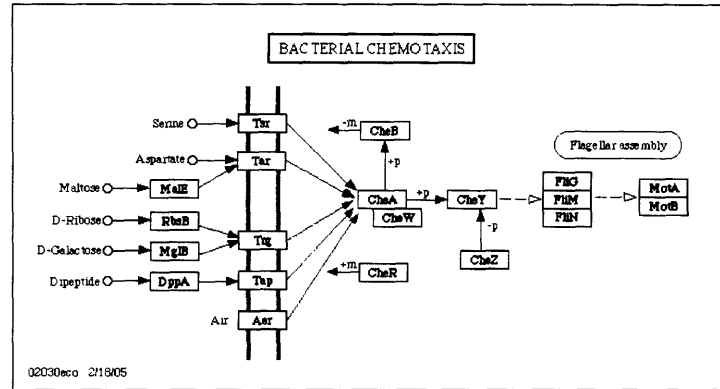 BACTERIAL CHEMOTAXIS
Serine
Tsr
-m
CheB
Flagellar assembly
Aspartate
Tar
+p
Maltose
MalE
CheA
+p
CheY
FliG
MotA
D-Ribose
RbsB
CheW
FliM
MotB
Trg
FliN
D-Galactose
MglB
-p
+m
CheR
CheZ
Dipeptide
DppA
Tap
Air
Aer
02030eco 2/18/05